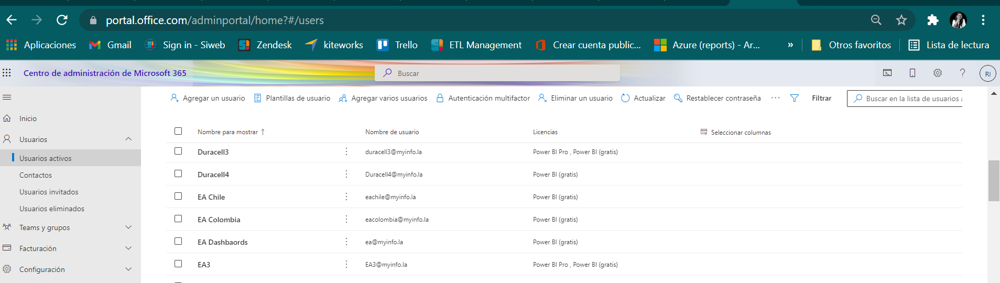 portal.office.com/adminportal/home?#/users
Aplicaciones Gmail Sign in - Siweb Zendesk kiteworks Trello ETL Management Crear cuenta public... Azure (reports) - Ar... » Otros favoritos Lista de lectura
Centro de administración de Microsoft 365 Buscar ? RI
Agregar un usuario Plantillas de usuario Agregar varios usuarios Autenticación multifactor Eliminar un usuario Actualizar Restablecer contraseña ... Filtrar Buscar en la lista de usuarios a
Inicio
Usuarios
Usuarios activos
Contactos
Usuarios invitados
Usuarios eliminados
Teams y grupos
Facturación
Configuración
Nombre para mostrar ↑ Nombre de usuario Licencias Seleccionar columnas
Duracell3 duracell3@myinfo.la Power BI Pro , Power BI (gratis)
Duracell4 Duracell4@myinfo.la Power BI (gratis)
EA Chile eachile@myinfo.la Power BI (gratis)
EA Colombia eacolombia@myinfo.la Power BI (gratis)
EA Dashbaords ea@myinfo.la Power BI (gratis)
EA3 EA3@myinfo.la Power BI Pro , Power BI (gratis)